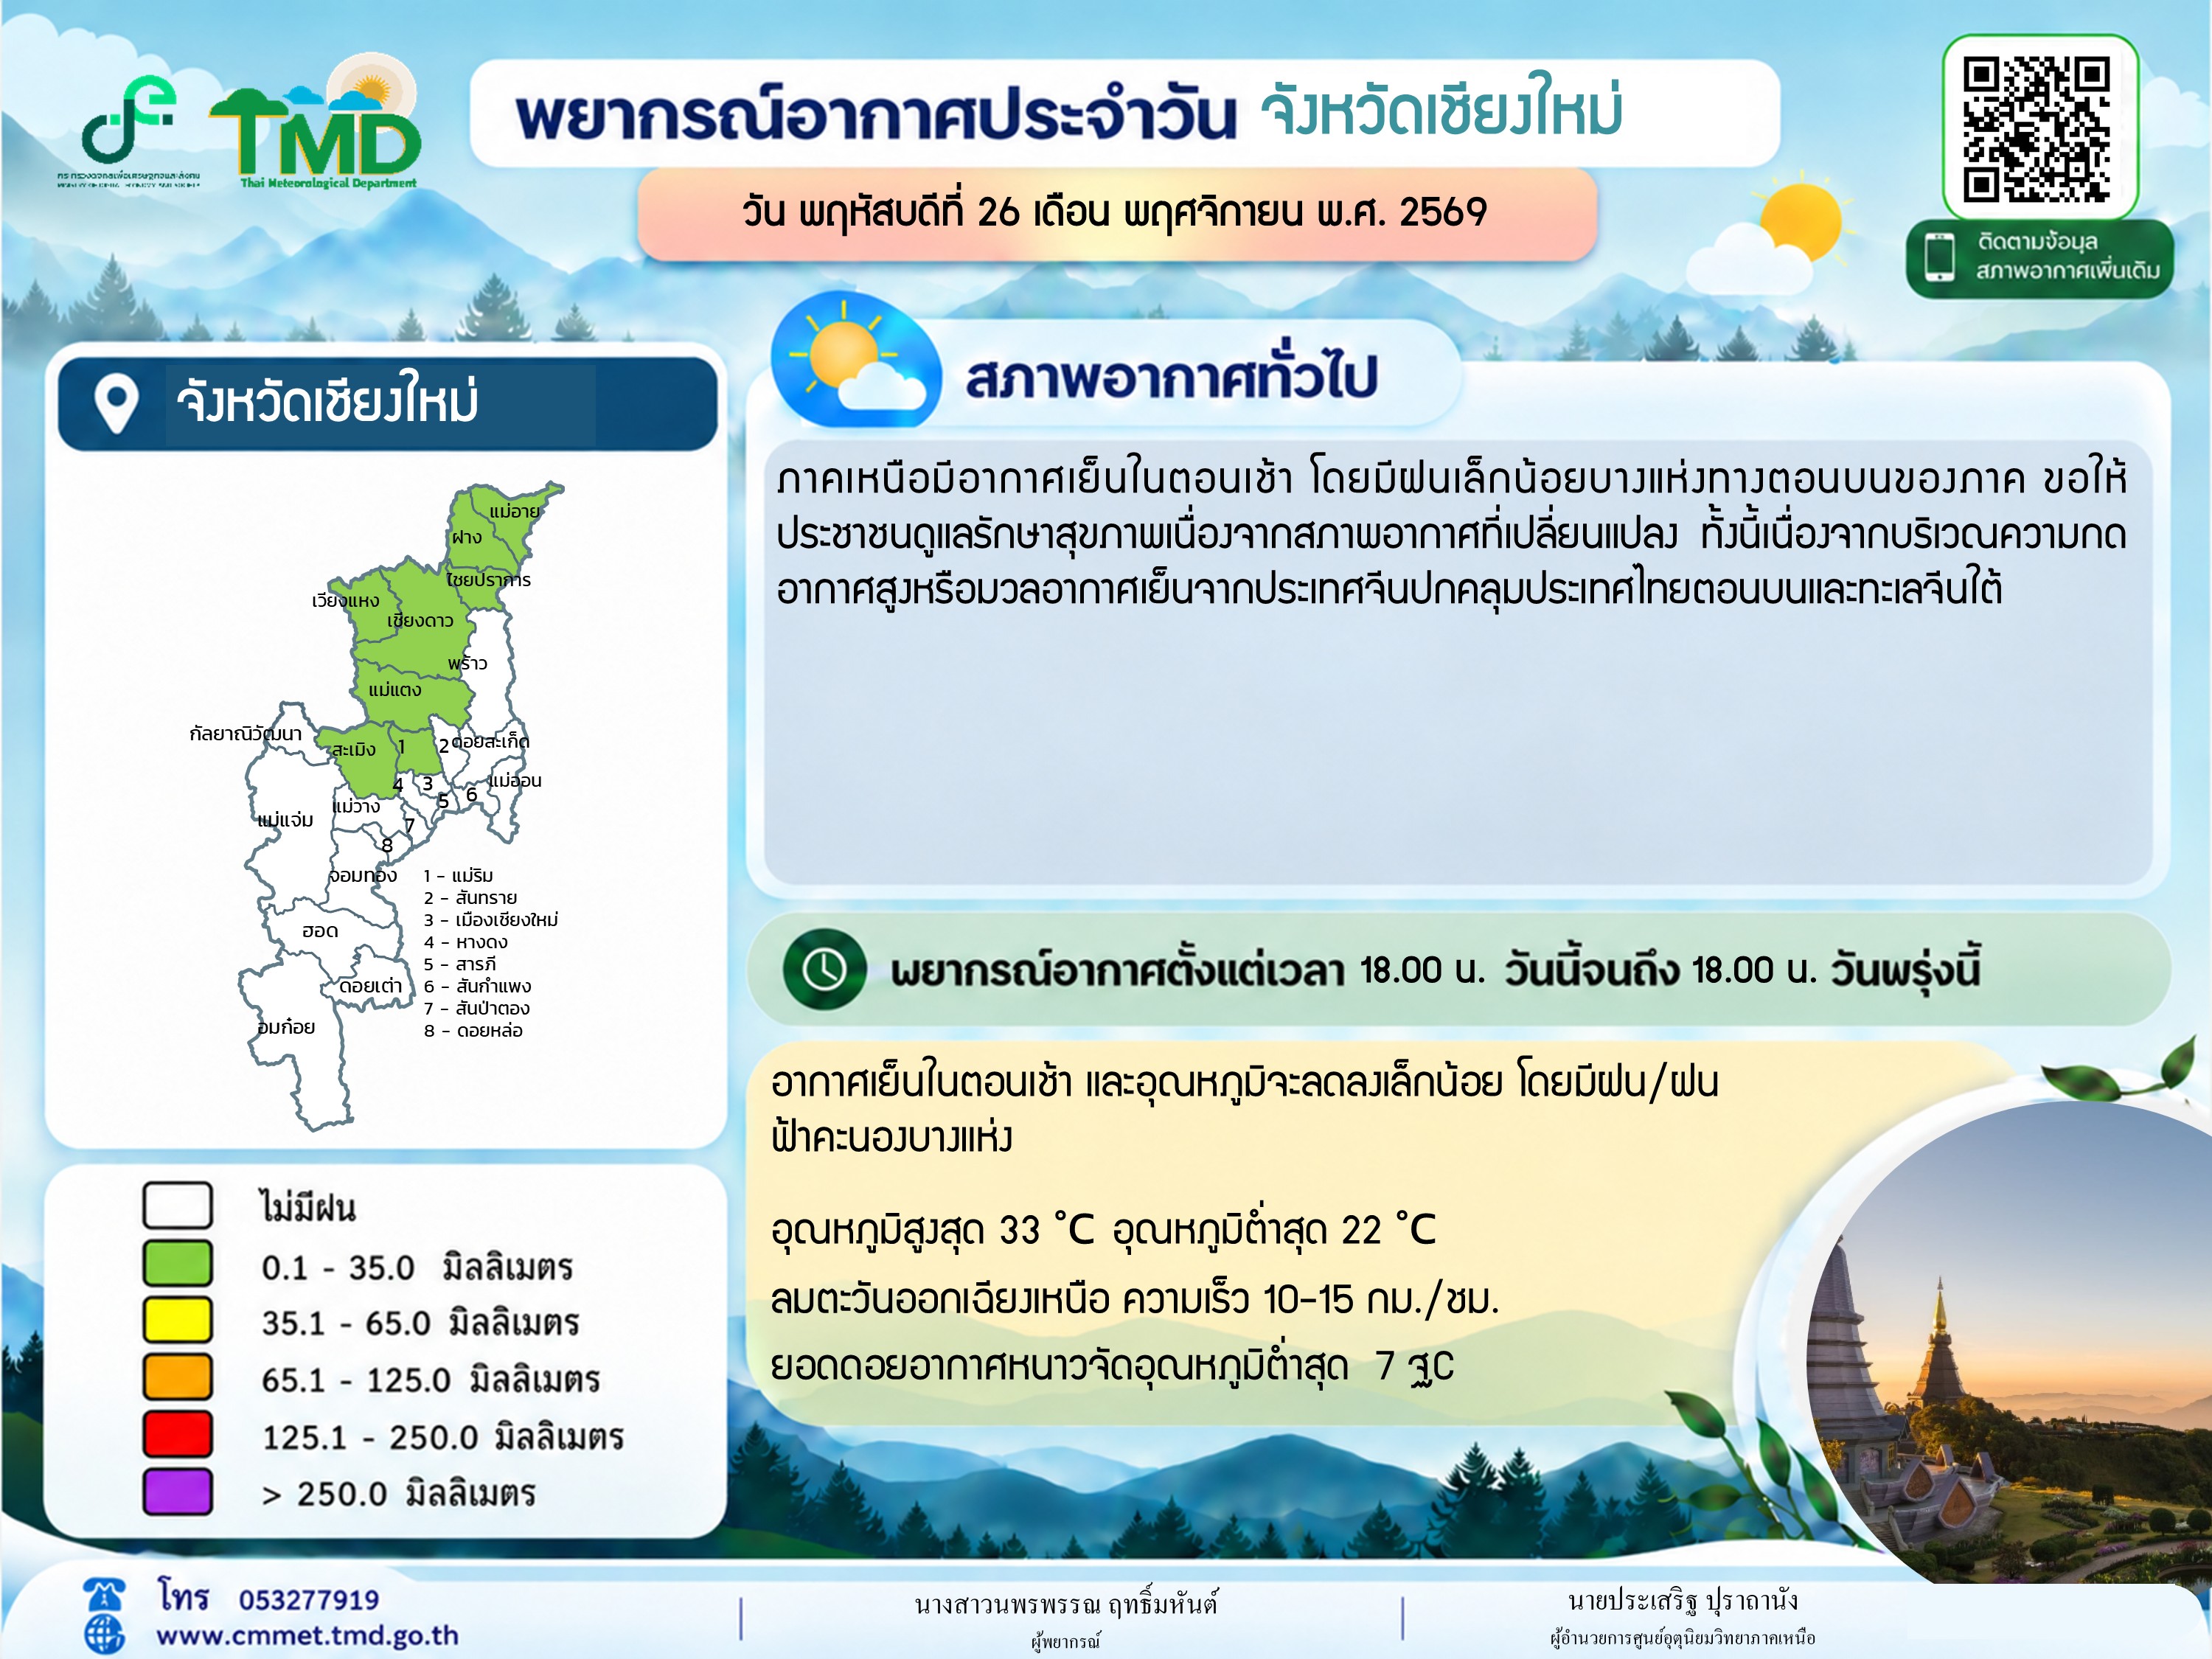 TMD
Thai Meteorological Department
พยากรณ์อากาศประจำวัน จังหวัดเชียงใหม่
วัน พฤหัสบดีที่ 26 เดือน พฤศจิกายน พ.ศ. 2569
ติดตามข้อมูล
สภาพอากาศเพิ่มเติม
จังหวัดเชียงใหม่
แม่อาย
ฝาง
ไชยปราการ
เวียงแหง
เชียงดาว
พร้าว
แม่แตง
กัลยาณิวัฒนา
สะเมิง
1
2
ดอยสะเก็ด
4
3
แม่ออน
แม่วาง
5
6
แม่แจ่ม
7
8
จอมทอง
ฮอด
ดอยเต่า
อมก๋อย
1 - แม่ริม
2 - สันทราย
3 - เมืองเชียงใหม่
4 - หางดง
5 - สารภี
6 - สันกำแพง
7 - สันป่าตอง
8 - ดอยหล่อ
ไม่มีฝน
0.1 - 35.0 มิลลิเมตร
35.1 - 65.0 มิลลิเมตร
65.1 - 125.0 มิลลิเมตร
125.1 - 250.0 มิลลิเมตร
> 250.0 มิลลิเมตร
สภาพอากาศทั่วไป
ภาคเหนือมีอากาศเย็นในตอนเช้า โดยมีฝนเล็กน้อยบางแห่งทางตอนบนของภาค ขอให้
ประชาชนดูแลรักษาสุขภาพเนื่องจากสภาพอากาศที่เปลี่ยนแปลง ทั้งนี้เนื่องจากบริเวณความกด
อากาศสูงหรือมวลอากาศเย็นจากประเทศจีนปกคลุมประเทศไทยตอนบนและทะเลจีนใต้
พยากรณ์อากาศตั้งแต่เวลา 18.00 น. วันนี้จนถึง 18.00 น. วันพรุ่งนี้
อากาศเย็นในตอนเช้า และอุณหภูมิจะลดลงเล็กน้อย โดยมีฝน/ฝน
ฟ้าคะนองบางแห่ง
อุณหภูมิสูงสุด 33 °C อุณหภูมิต่ำสุด 22 °C
ลมตะวันออกเฉียงเหนือ ความเร็ว 10-15 กม./ชม.
ยอดดอยอากาศหนาวจัดอุณหภูมิต่ำสุด 7 ฐC
โทร 053277919
www.cmmet.tmd.go.th
นางสาวนพรพรรณ ฤทธิ์มหันต์
ผู้พยากรณ์
นายประเสริฐ ปุราถานัง
ผู้อำนวยการศูนย์อุตุนิยมวิทยาภาคเหนือ